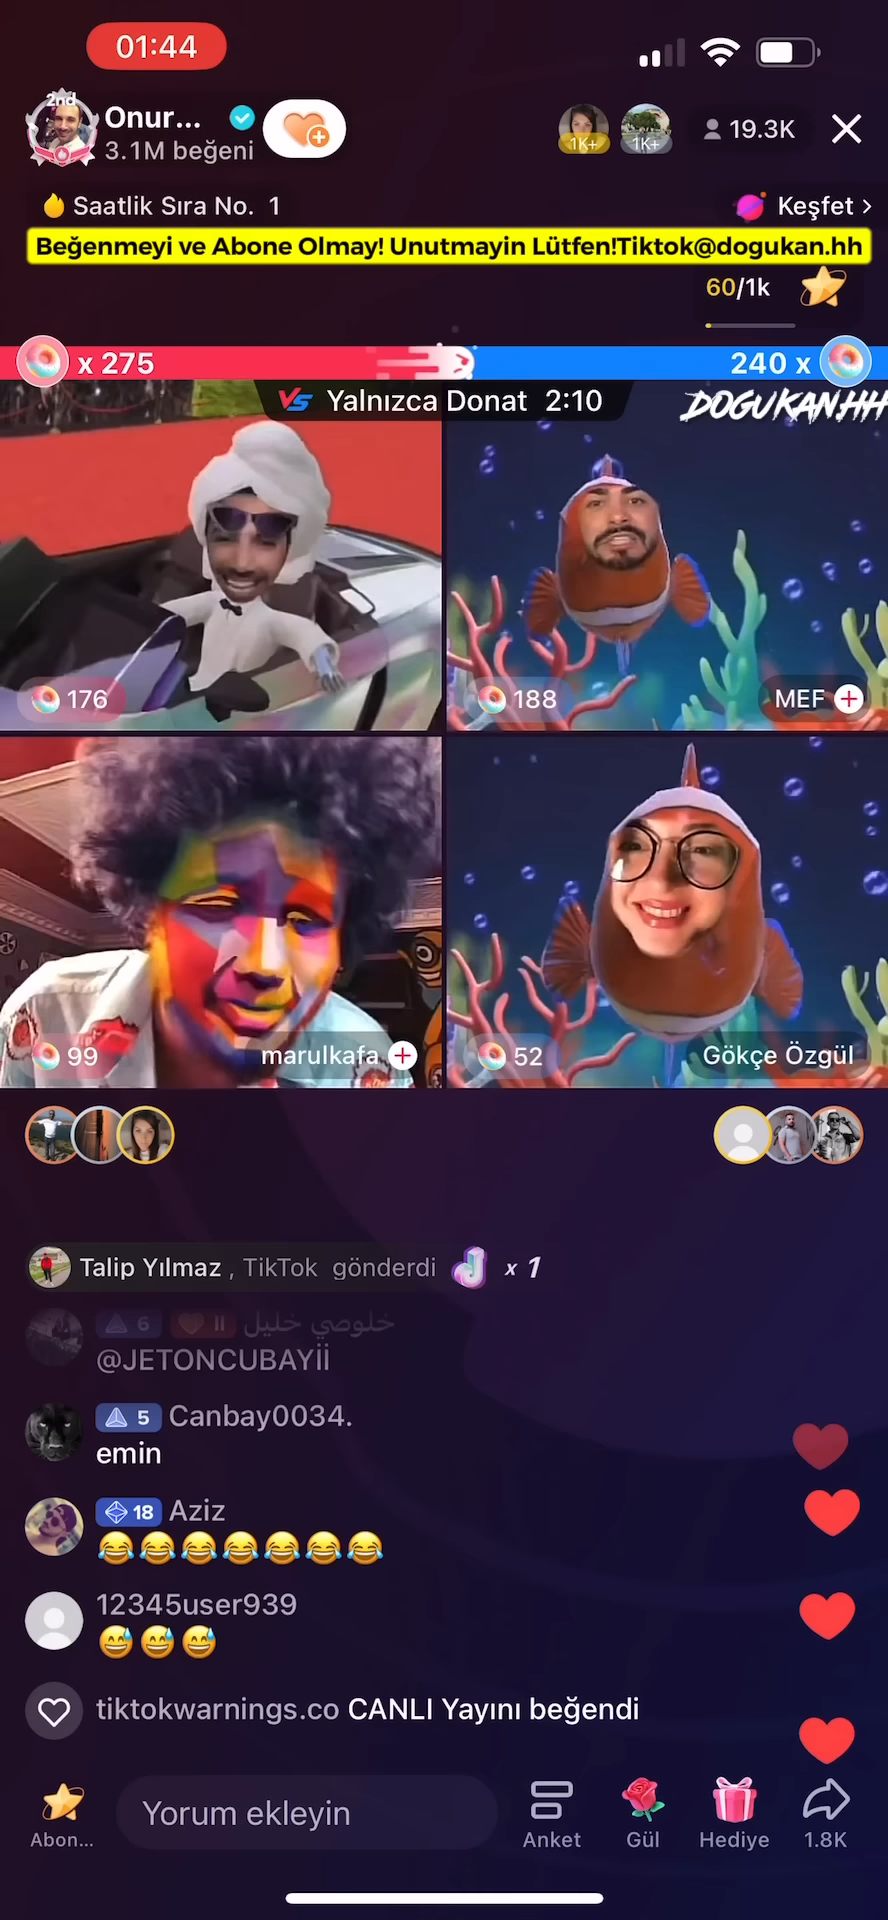 01:44
2nd
Onur...
3.1M beğeni
1K+
1K+
19.3K
Saatlik Sıra No. 1
Keşfet >
Beğenmeyi ve Abone Olmay! Unutmayin Lütfen!Tiktok@dogukan.hh
60/1k
x 275
240 x
VS Yalnızca Donat 2:10
DOGUKAN.HH
176
188
MEF
99
marulkafa
52
Gökçe Özgül
Talip Yılmaz , TikTok gönderdi x 1
6 II خلوصي خليل
@JETONCUBAYİİ
5 Canbay0034.
emin
18 Aziz
😂😂😂😂😂😂😂
12345user939
😅😅😅
tiktokwarnings.co CANLI Yayını beğendi
Yorum ekleyin
Abon...
Anket
Gül
Hediye
1.8K